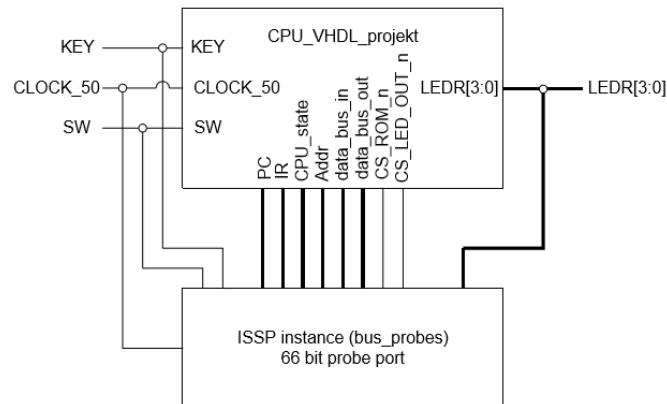 CPU_VHDL_projekt
KEY KEY
CLOCK_50 CLOCK_50 LEDR[3:0] LEDR[3:0]
SW SW
PC
IR
CPU_state
Addr
data_bus_in
data_bus_out
CS_ROM_n
CS_LED_OUT_n
ISSP instance (bus_probes)
66 bit probe port